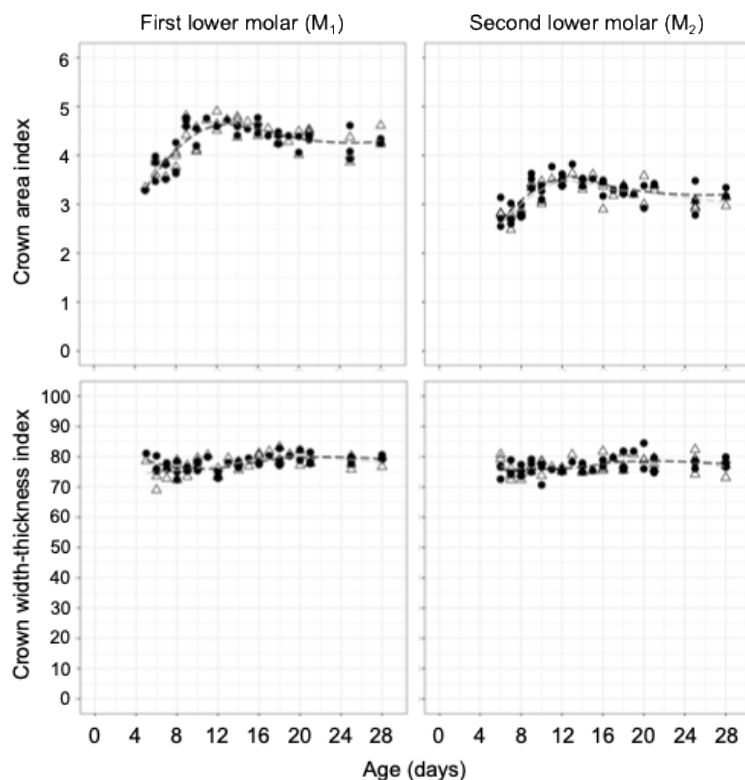 First lower molar (M₁)
Second lower molar (M₂)
Crown area index
6
5
4
3
2
1
0
Crown width-thickness index
100
90
80
70
60
50
40
30
20
10
0
0 4 8 12 16 20 24 28
0 4 8 12 16 20 24 28
Age (days)